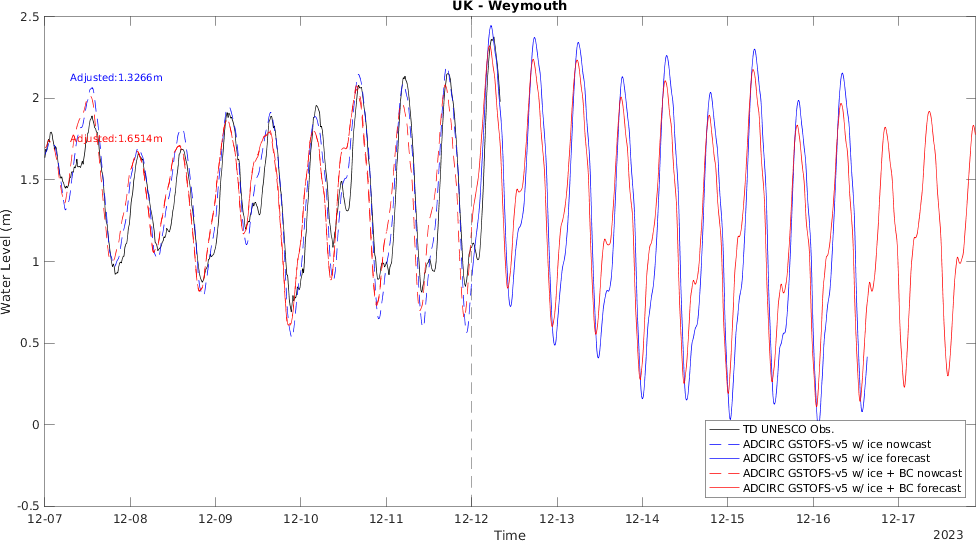 UK - Weymouth
2.5
2
1.5
1
0.5
0
-0.5
Water Level (m)
Adjusted:1.3266m
Adjusted:1.6514m
TD UNESCO Obs.
ADCIRC GSTOFS-v5 w/ ice nowcast
ADCIRC GSTOFS-v5 w/ ice forecast
ADCIRC GSTOFS-v5 w/ ice + BC nowcast
ADCIRC GSTOFS-v5 w/ ice + BC forecast
12-07 12-08 12-09 12-10 12-11 12-12 12-13 12-14 12-15 12-16 12-17
Time
2023